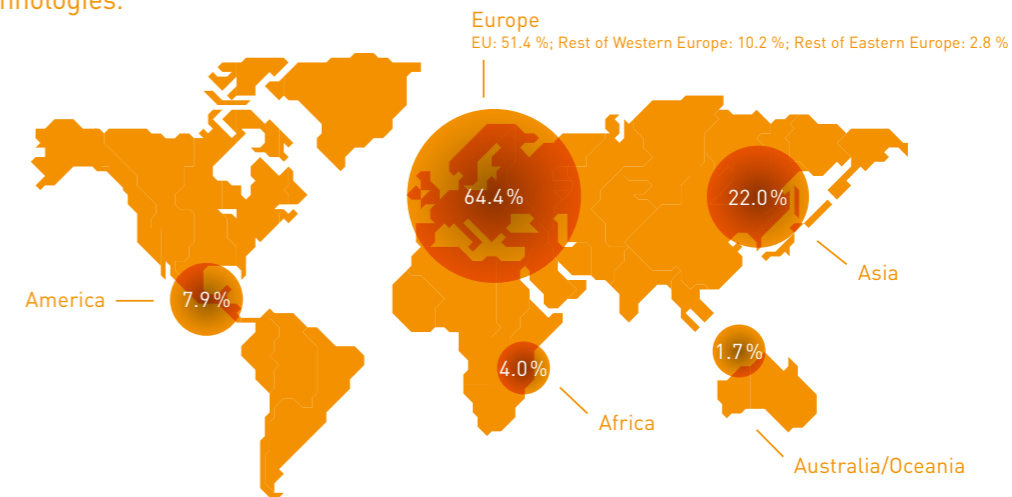 Europe
EU: 51.4 %; Rest of Western Europe: 10.2 %; Rest of Eastern Europe: 2.8 %
64.4%
22.0%
Asia
America
7.9%
1.7%
4.0%
Africa
Australia/Oceania